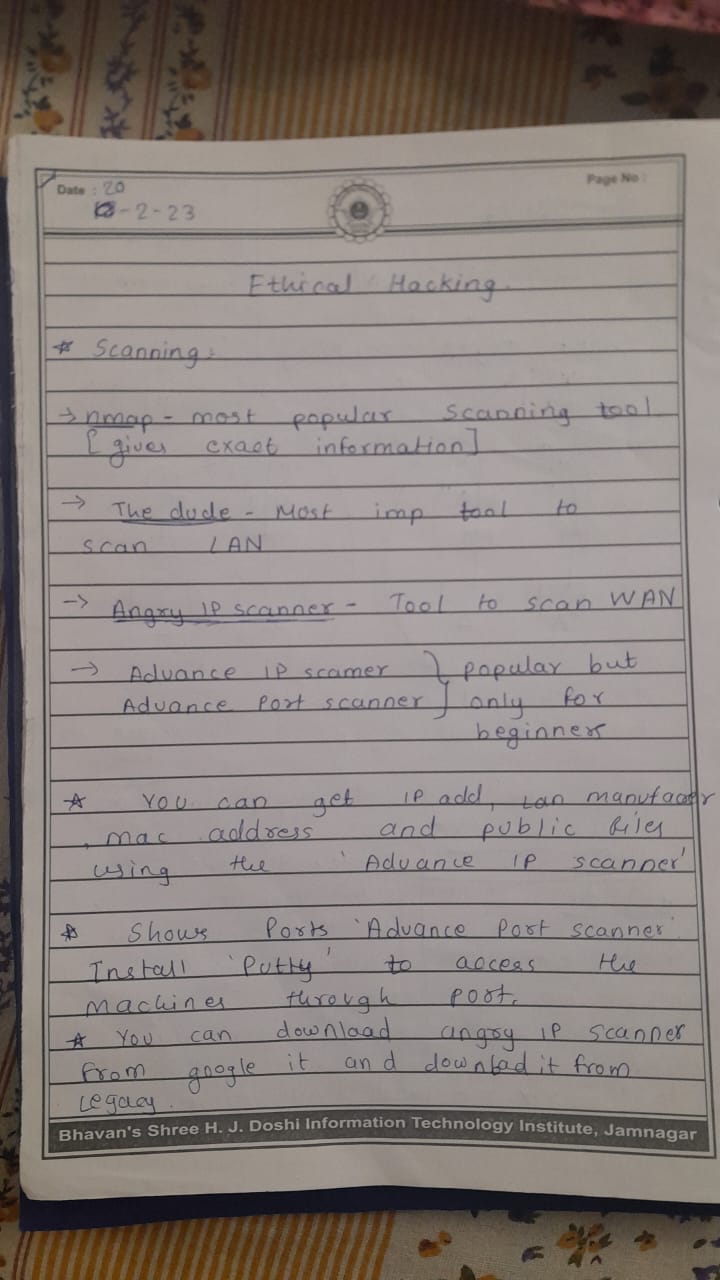 Date : 20
-2-23
Page No :
Ethical Hacking.
* Scanning :
→ nmap - most popular scanning tool
[gives exact information]
→ The dude - Most imp tool to
scan LAN
→ Angry IP scanner - Tool to scan WAN
→ Advance IP scanner } popular but
Advance Port scanner ] only for
beginners
* You can get IP add, Lan
, mac address and public files
using the 'Advance IP scanner'
* Shows Ports 'Advance Port scanner'
Install 'Putty' to access the
machines through port.
* You can download angry IP scanner
from google it and download it from
Legacy.
Bhavan's Shree H. J. Doshi Information Technology Institute, Jamnagar